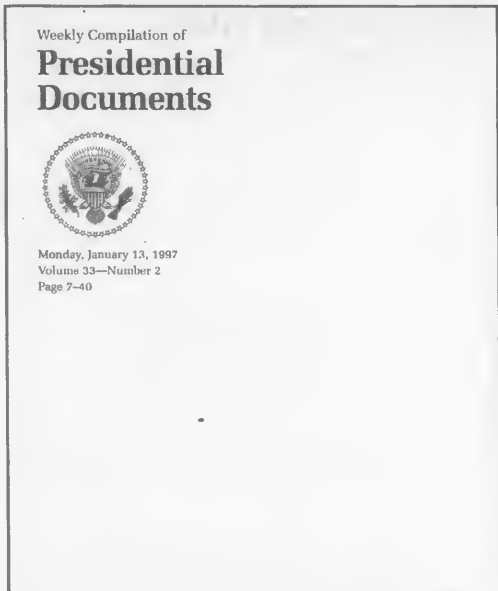 Weekly Compilation of
Presidential
Documents
Monday, January 13, 1997
Volume 33—Number 2
Page 7–40